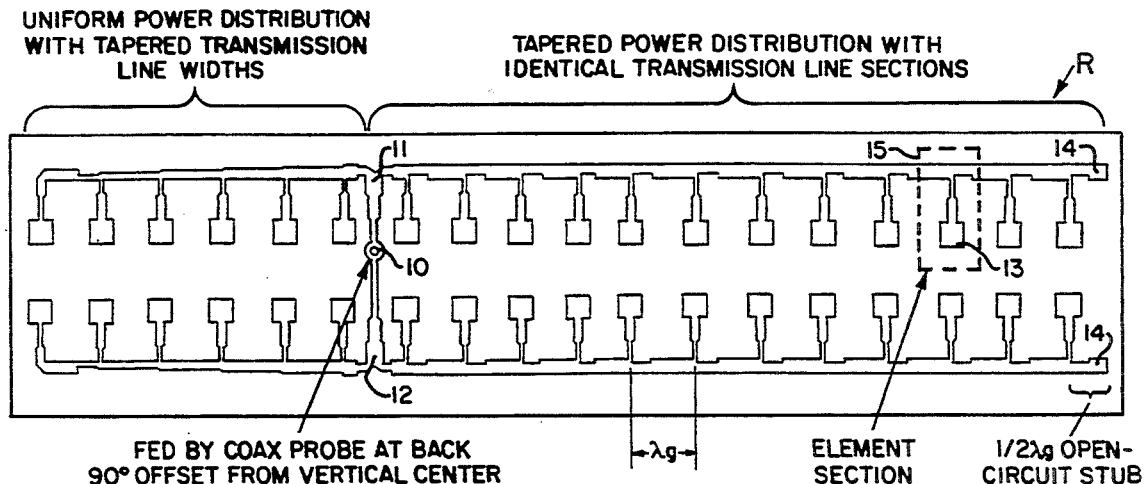 UNIFORM POWER DISTRIBUTION
WITH TAPERED TRANSMISSION
LINE WIDTHS
TAPERED POWER DISTRIBUTION WITH
IDENTICAL TRANSMISSION LINE SECTIONS
R
11
15
14
10
13
12
14
FED BY COAX PROBE AT BACK
90° OFFSET FROM VERTICAL CENTER
λg
ELEMENT
SECTION
1/2λg OPEN-
CIRCUIT STUB